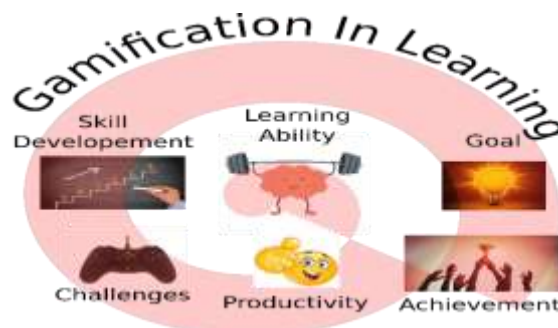 Gamification In Learning
Skill
Developement
Learning
Ability
Goal
Challenges
Productivity
Achievement